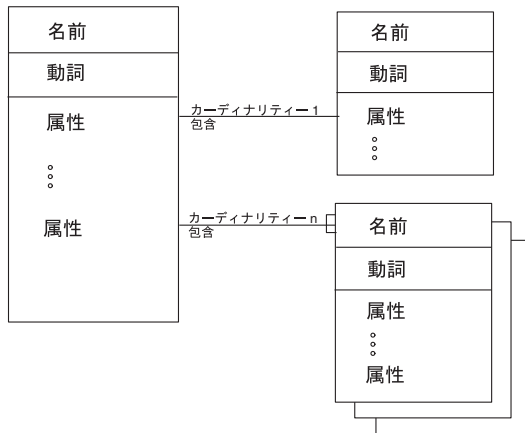 名前
動詞
属性
属性
カーディナリティー1
包含
名前
動詞
属性
カーディナリティーn
包含
名前
動詞
属性
属性